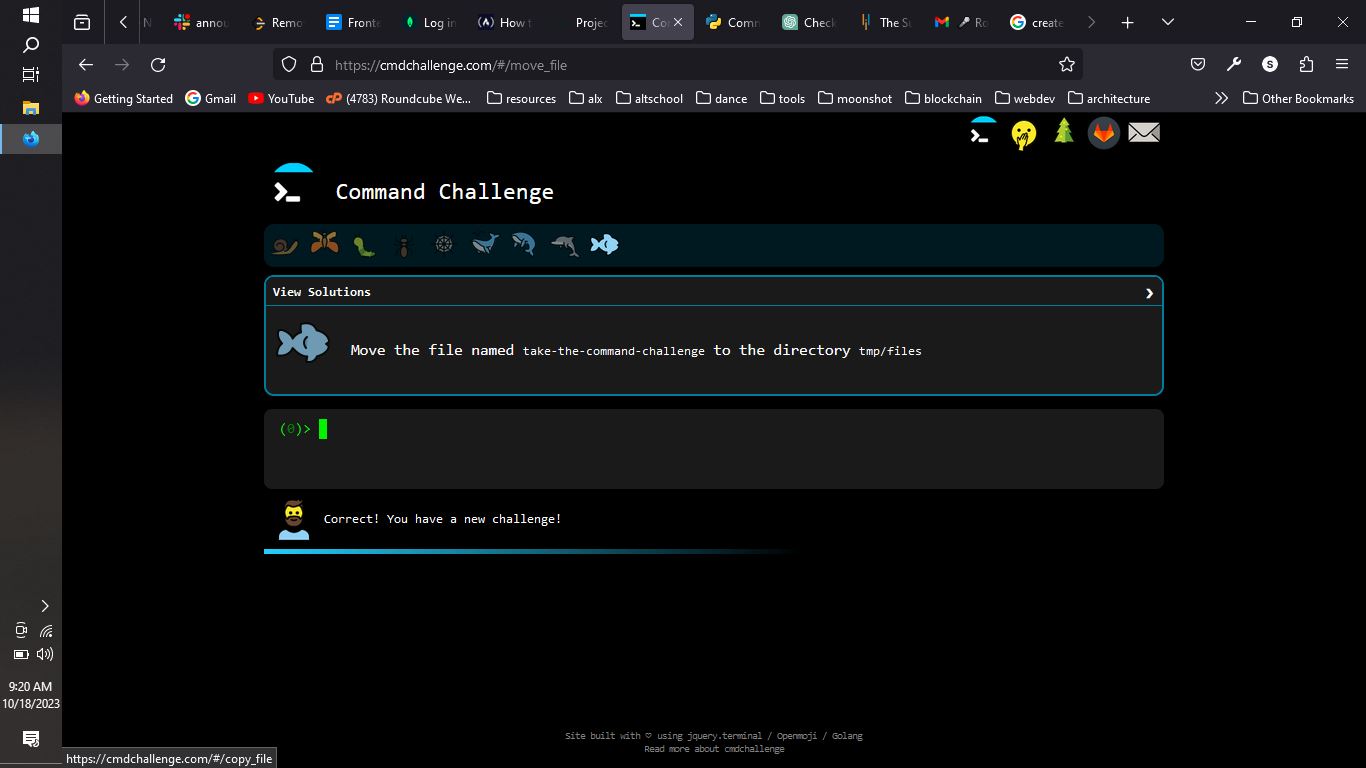 N
annou
Remo
Fronte
Log in
How t
Projec
Co
Comm
Check
The Su
Ro
create
https://cmdchallenge.com/#/move_file
Getting Started
Gmail
YouTube
(4783) Roundcube We...
resources
alx
altschool
dance
tools
moonshot
blockchain
webdev
architecture
Other Bookmarks
Command Challenge
View Solutions
Move the file named take-the-command-challenge to the directory tmp/files
(0)>
Correct! You have a new challenge!
9:20 AM
10/18/2023
Site built with ♡ using jquery.terminal / Openmoji / Golang
Read more about cmdchallenge
https://cmdchallenge.com/#/copy_file